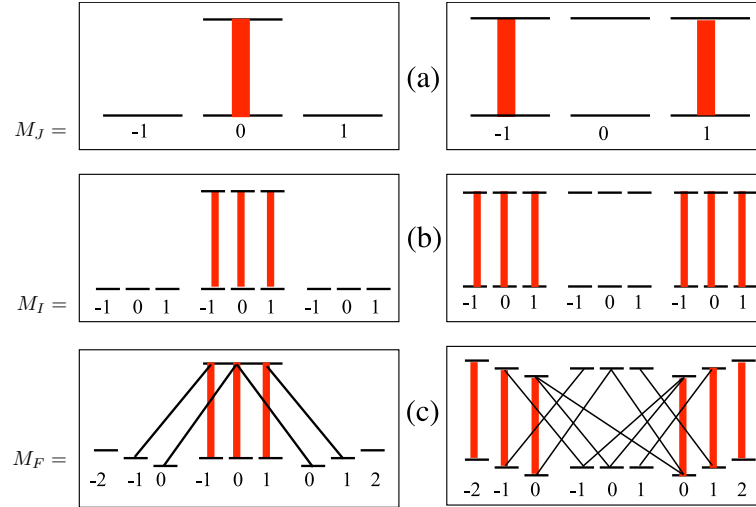 (a)
M_J = -1 0 1 -1 0 1
(b)
M_I = -1 0 1 -1 0 1 -1 0 1 -1 0 1 -1 0 1 -1 0 1
(c)
M_F = -2 -1 0 -1 0 1 0 1 2 -2 -1 0 -1 0 1 0 1 2